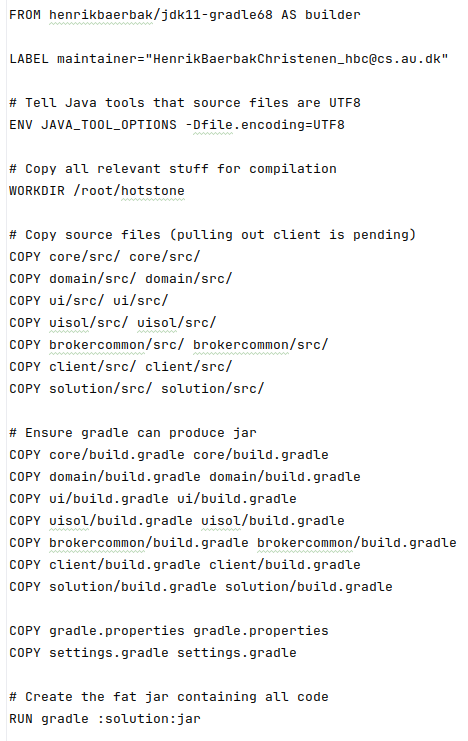 FROM henrikbaerbak/jdk11-gradle68 AS builder
LABEL maintainer="HenrikBaerbakChristenen_hbc@cs.au.dk"
# Tell Java tools that source files are UTF8
ENV JAVA_TOOL_OPTIONS -Dfile.encoding=UTF8
# Copy all relevant stuff for compilation
WORKDIR /root/hotstone
# Copy source files (pulling out client is pending)
COPY core/src/ core/src/
COPY domain/src/ domain/src/
COPY ui/src/ ui/src/
COPY uisol/src/ uisol/src/
COPY brokercommon/src/ brokercommon/src/
COPY client/src/ client/src/
COPY solution/src/ solution/src/
# Ensure gradle can produce jar
COPY core/build.gradle core/build.gradle
COPY domain/build.gradle domain/build.gradle
COPY ui/build.gradle ui/build.gradle
COPY uisol/build.gradle uisol/build.gradle
COPY brokercommon/build.gradle brokercommon/build.gradle
COPY client/build.gradle client/build.gradle
COPY solution/build.gradle solution/build.gradle
COPY gradle.properties gradle.properties
COPY settings.gradle settings.gradle
# Create the fat jar containing all code
RUN gradle :solution:jar